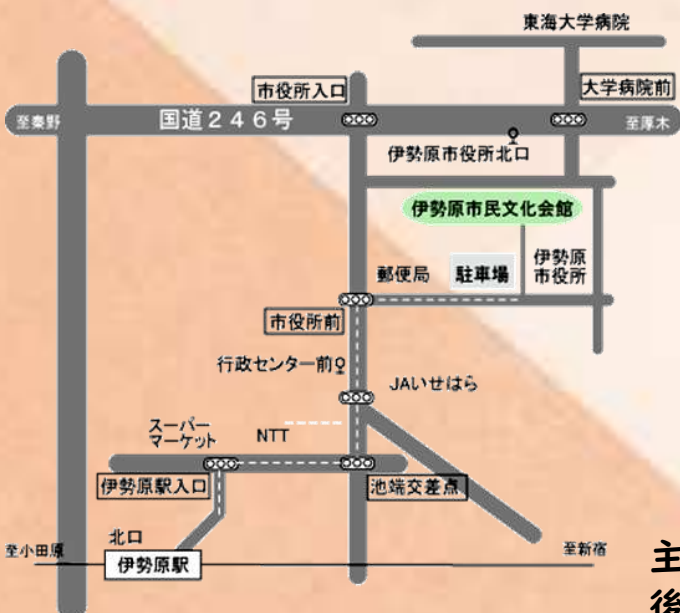 東海大学病院
市役所入口
大学病院前
至秦野
国道246号
至厚木
伊勢原市役所北口
伊勢原市民文化会館
郵便局
駐車場
伊勢原
市役所
市役所前
行政センター前
JAいせはら
スーパー
マーケット
NTT
伊勢原駅入口
池端交差点
北口
至小田原
伊勢原駅
至新宿
主
後